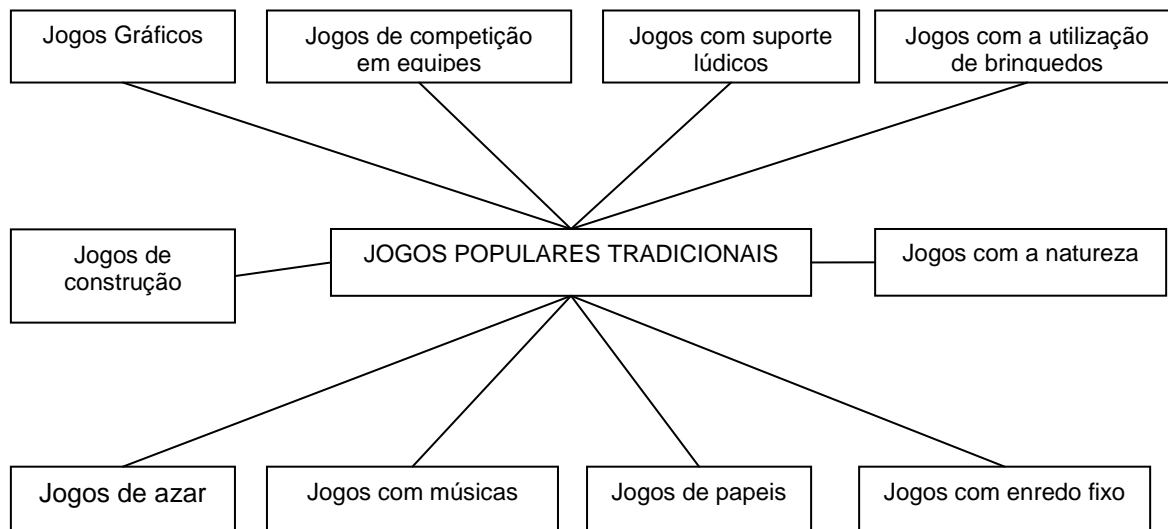 Jogos Gráficos
Jogos de competição
em equipes
Jogos com suporte
lúdicos
Jogos com a utilização
de brinquedos
Jogos de
construção
JOGOS POPULARES TRADICIONAIS
Jogos com a natureza
Jogos de azar
Jogos com músicas
Jogos de papeis
Jogos com enredo fixo